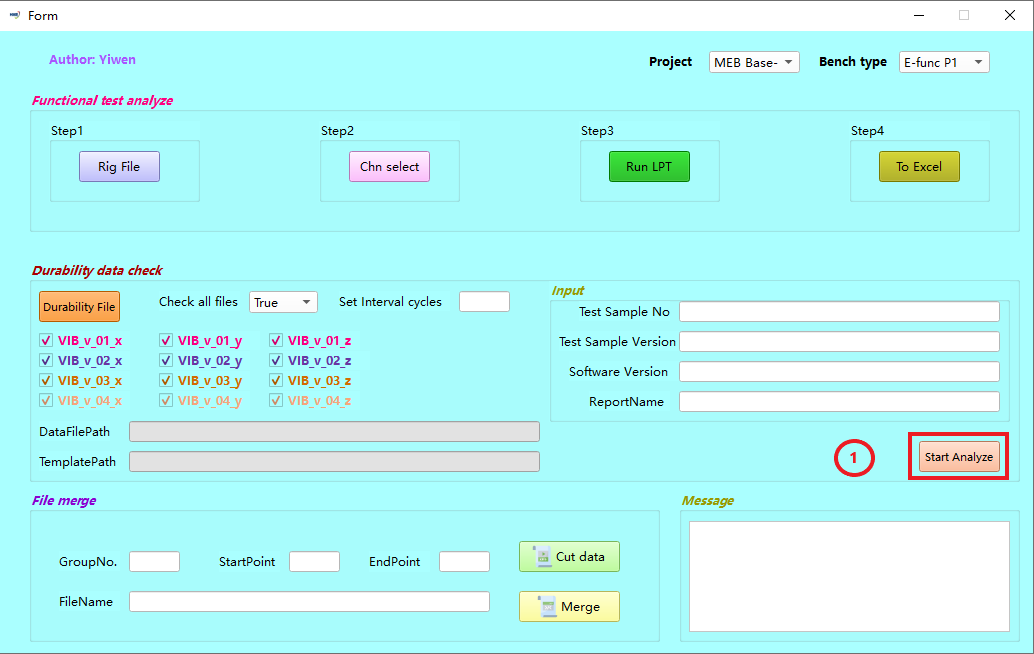 Form
Author: Yiwen
Project MEB Base- Bench type E-func P1
Functional test analyze
Step1 Step2 Step3 Step4
Rig File Chn select Run LPT To Excel
Durability data check
Durability File Check all files True Set Interval cycles
VIB_v_01_x VIB_v_01_y VIB_v_01_z
VIB_v_02_x VIB_v_02_y VIB_v_02_z
VIB_v_03_x VIB_v_03_y VIB_v_03_z
VIB_v_04_x VIB_v_04_y VIB_v_04_z
DataFilePath
TemplatePath
Input
Test Sample No
Test Sample Version
Software Version
ReportName
1 Start Analyze
File merge
GroupNo. StartPoint EndPoint Cut data
FileName Merge
Message